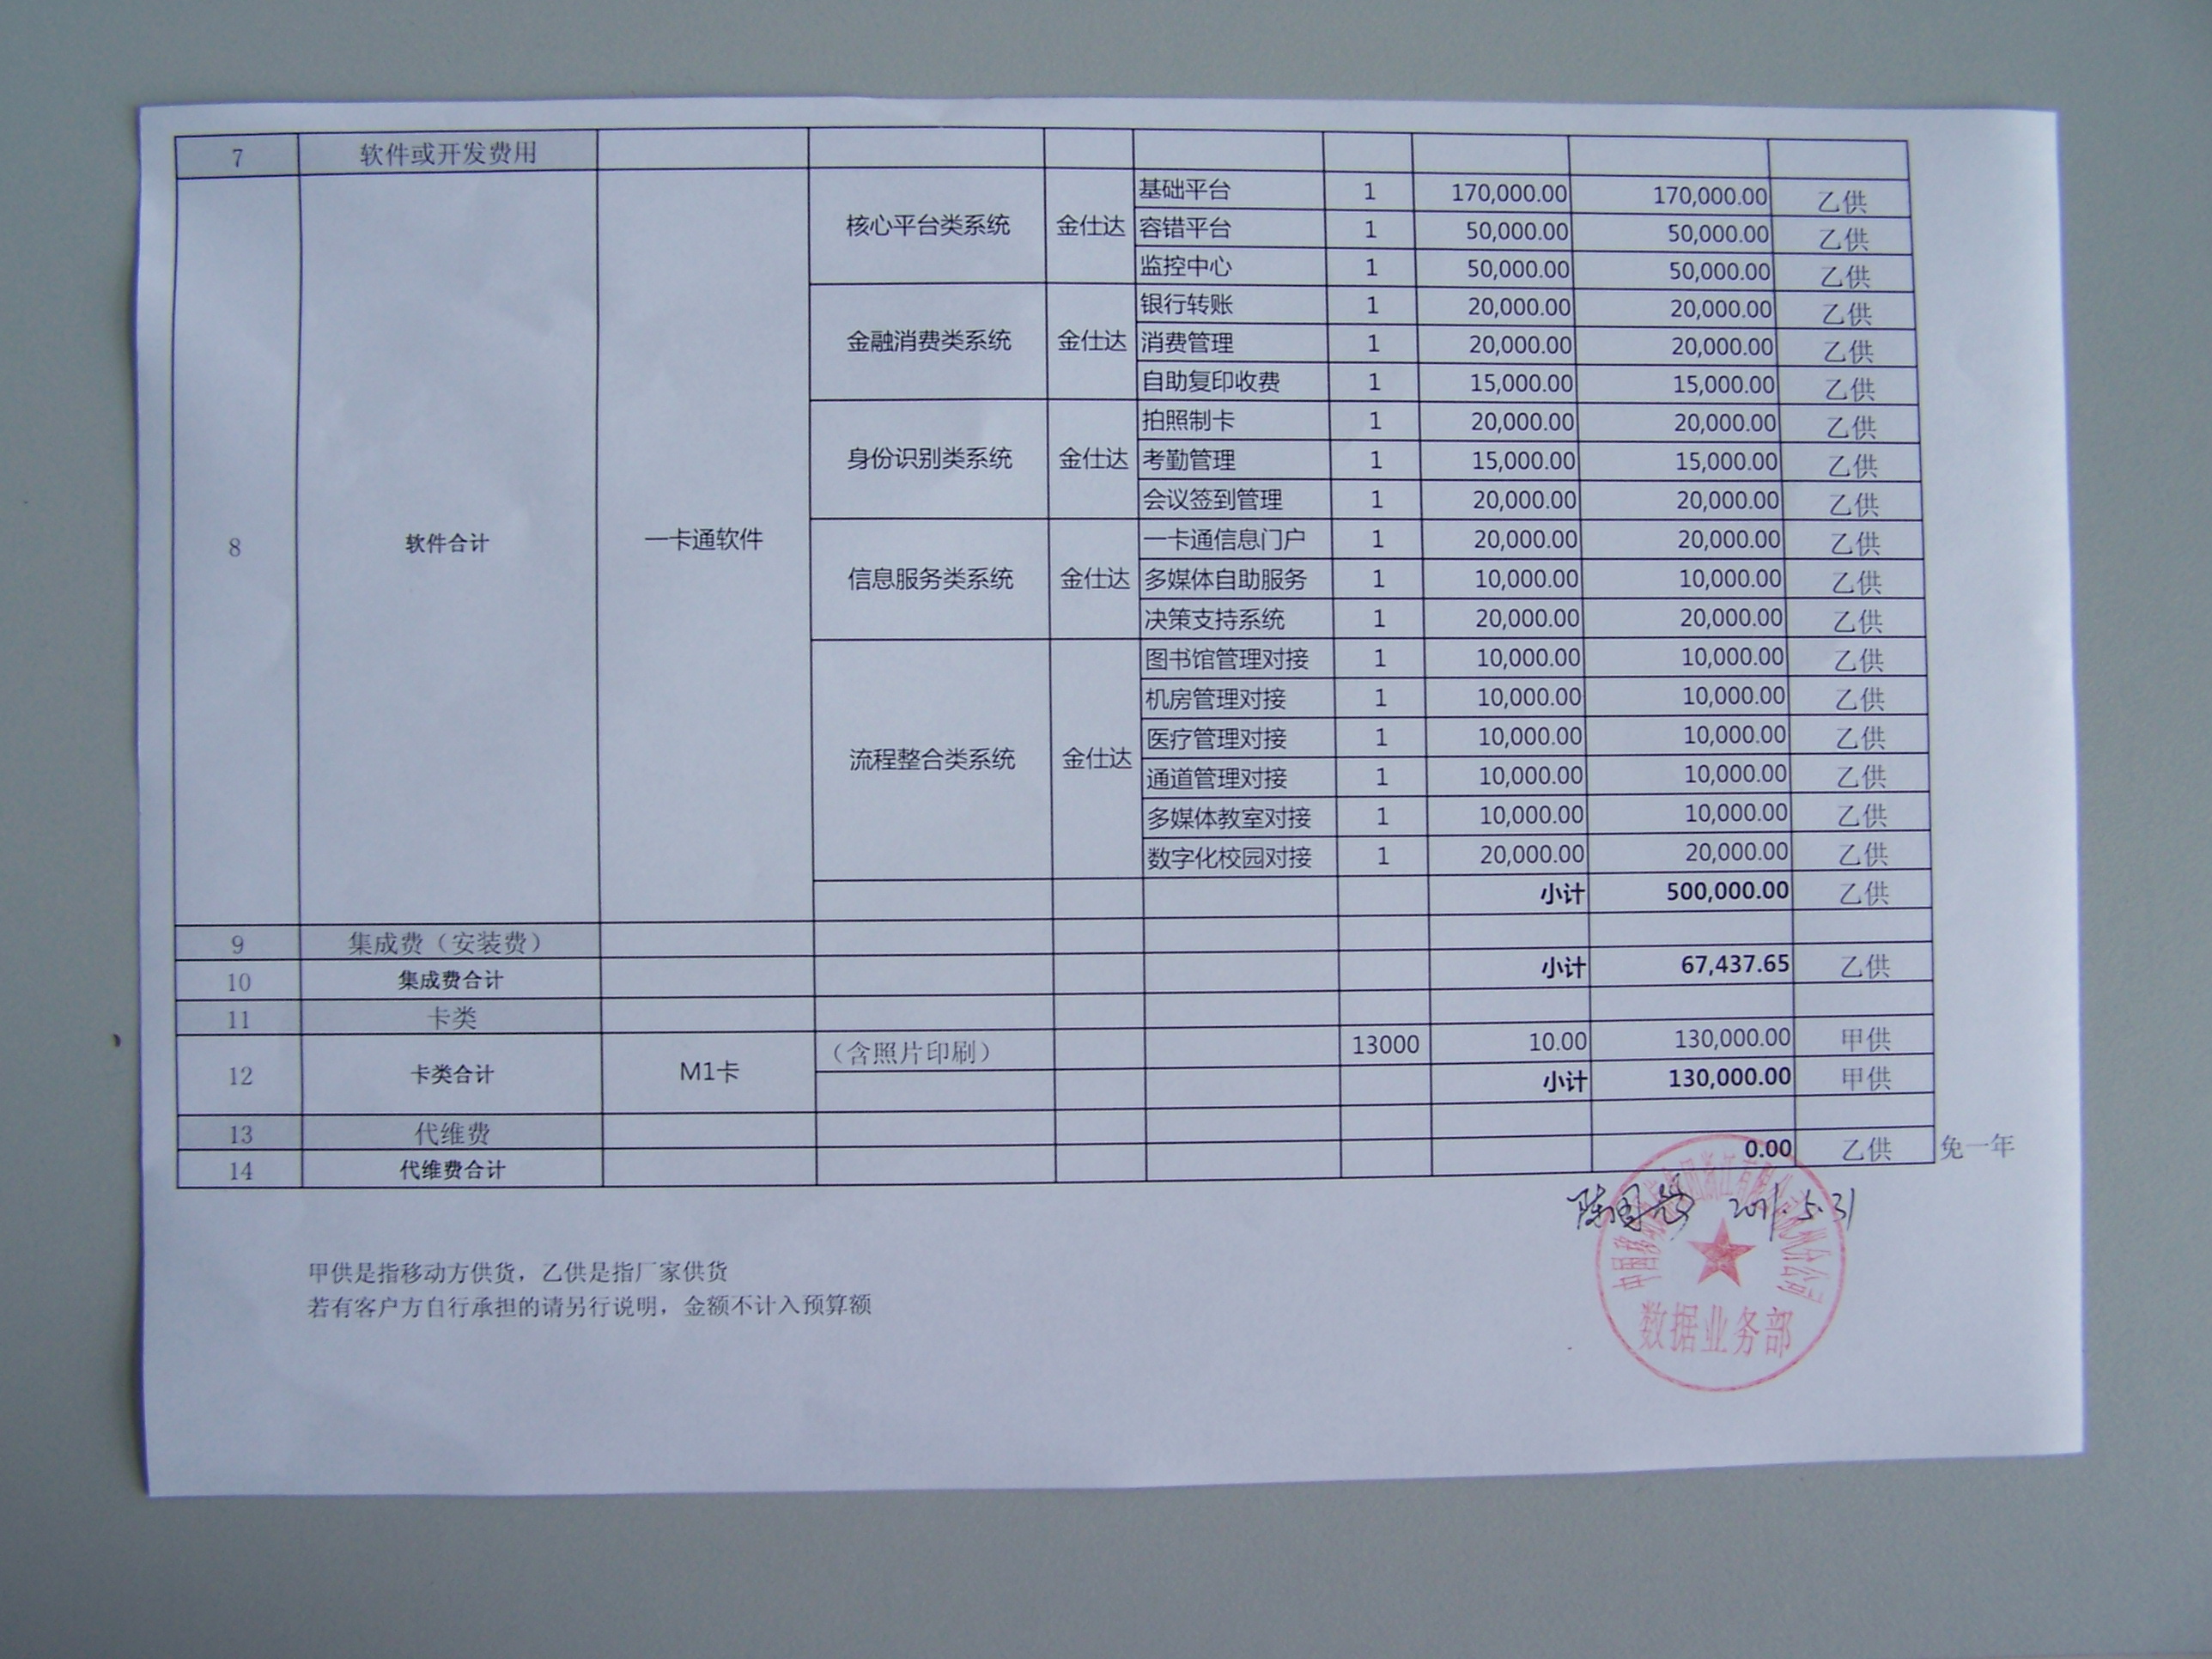 7 软件或开发费用
8 软件合计 一卡通软件 核心平台类系统 金仕达 基础平台 1 170,000.00 170,000.00 乙供
容错平台 1 50,000.00 50,000.00 乙供
监控中心 1 50,000.00 50,000.00 乙供
金融消费类系统 金仕达 银行转账 1 20,000.00 20,000.00 乙供
消费管理 1 20,000.00 20,000.00 乙供
自助复印收费 1 15,000.00 15,000.00 乙供
身份识别类系统 金仕达 拍照制卡 1 20,000.00 20,000.00 乙供
考勤管理 1 15,000.00 15,000.00 乙供
会议签到管理 1 20,000.00 20,000.00 乙供
信息服务类系统 金仕达 一卡通信息门户 1 20,000.00 20,000.00 乙供
多媒体自助服务 1 10,000.00 10,000.00 乙供
决策支持系统 1 20,000.00 20,000.00 乙供
流程整合类系统 金仕达 图书馆管理对接 1 10,000.00 10,000.00 乙供
机房管理对接 1 10,000.00 10,000.00 乙供
医疗管理对接 1 10,000.00 10,000.00 乙供
通道管理对接 1 10,000.00 10,000.00 乙供
多媒体教室对接 1 10,000.00 10,000.00 乙供
数字化校园对接 1 20,000.00 20,000.00 乙供
小计 500,000.00 乙供
9 集成费（安装费）
10 集成费合计 小计 67,437.65 乙供
11 卡类
12 卡类合计 M1卡 （含照片印刷） 13000 10.00 130,000.00 甲供
小计 130,000.00 甲供
13 代维费
14 代维费合计 0.00 乙供 免一年
2011.5.31
中国移动
数据业务部
甲供是指移动方供货，乙供是指厂家供货
若有客户方自行承担的请另行说明，金额不计入预算额